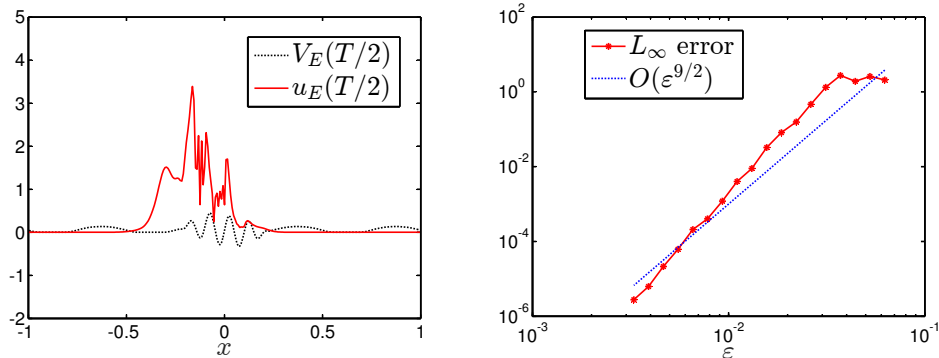 5
4
3
2
1
0
-1
-2
-1 -0.5 0 0.5 1
x
V_E(T/2)
u_E(T/2)
10^2
10^0
10^-2
10^-4
10^-6
10^-3 10^-2 10^-1
ε
L_∞ error
O(ε^{9/2})